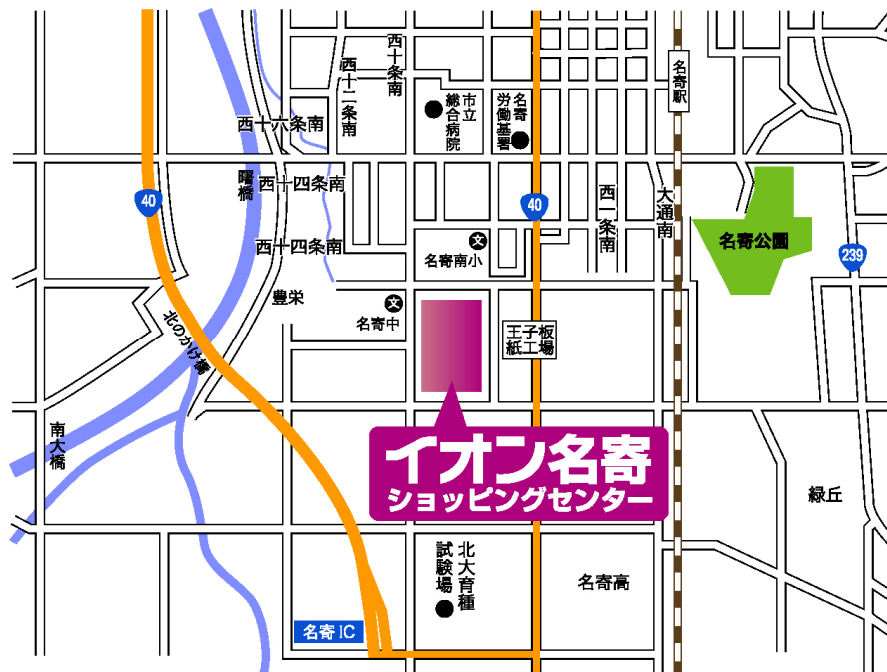 西十条南
西十二条南
市立
総合病院
名寄
労働基署
名寄駅
西十六条南
曙橋
西十四条南
西一条南
大通南
40
40
西十四条南
文
名寄南小
名寄公園
239
豊栄
文
名寄中
北のかけ橋
王子板
紙工場
南大橋
イオン名寄
ショッピングセンター
緑丘
北大育種
試験場
名寄高
名寄IC